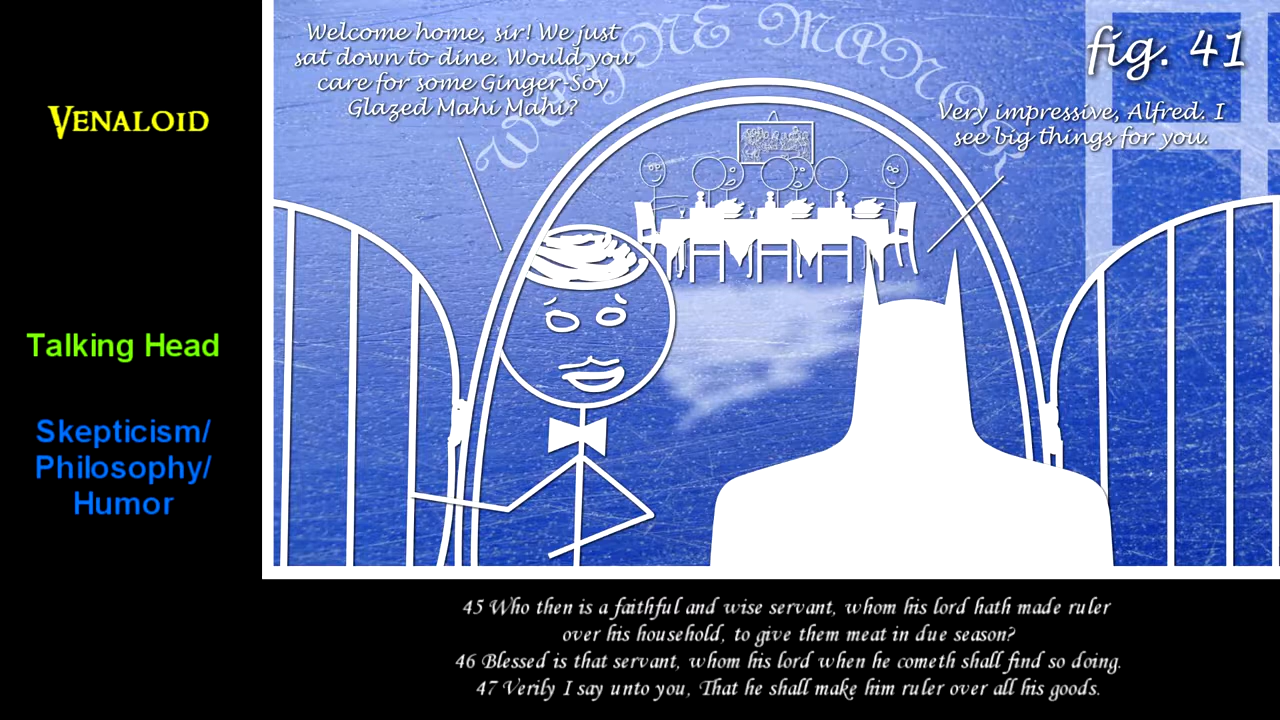 VENALOID
Talking Head
Skepticism/
Philosophy/
Humor
WAYNE MANOR
fig. 41
Welcome home, sir! We just
sat down to dine. Would you
care for some Ginger-Soy
Glazed Mahi Mahi?
Very impressive, Alfred. I
see big things for you.
45 Who then is a faithful and wise servant, whom his lord hath made ruler
over his household, to give them meat in due season?
46 Blessed is that servant, whom his lord when he cometh shall find so doing.
47 Verily I say unto you, That he shall make him ruler over all his goods.